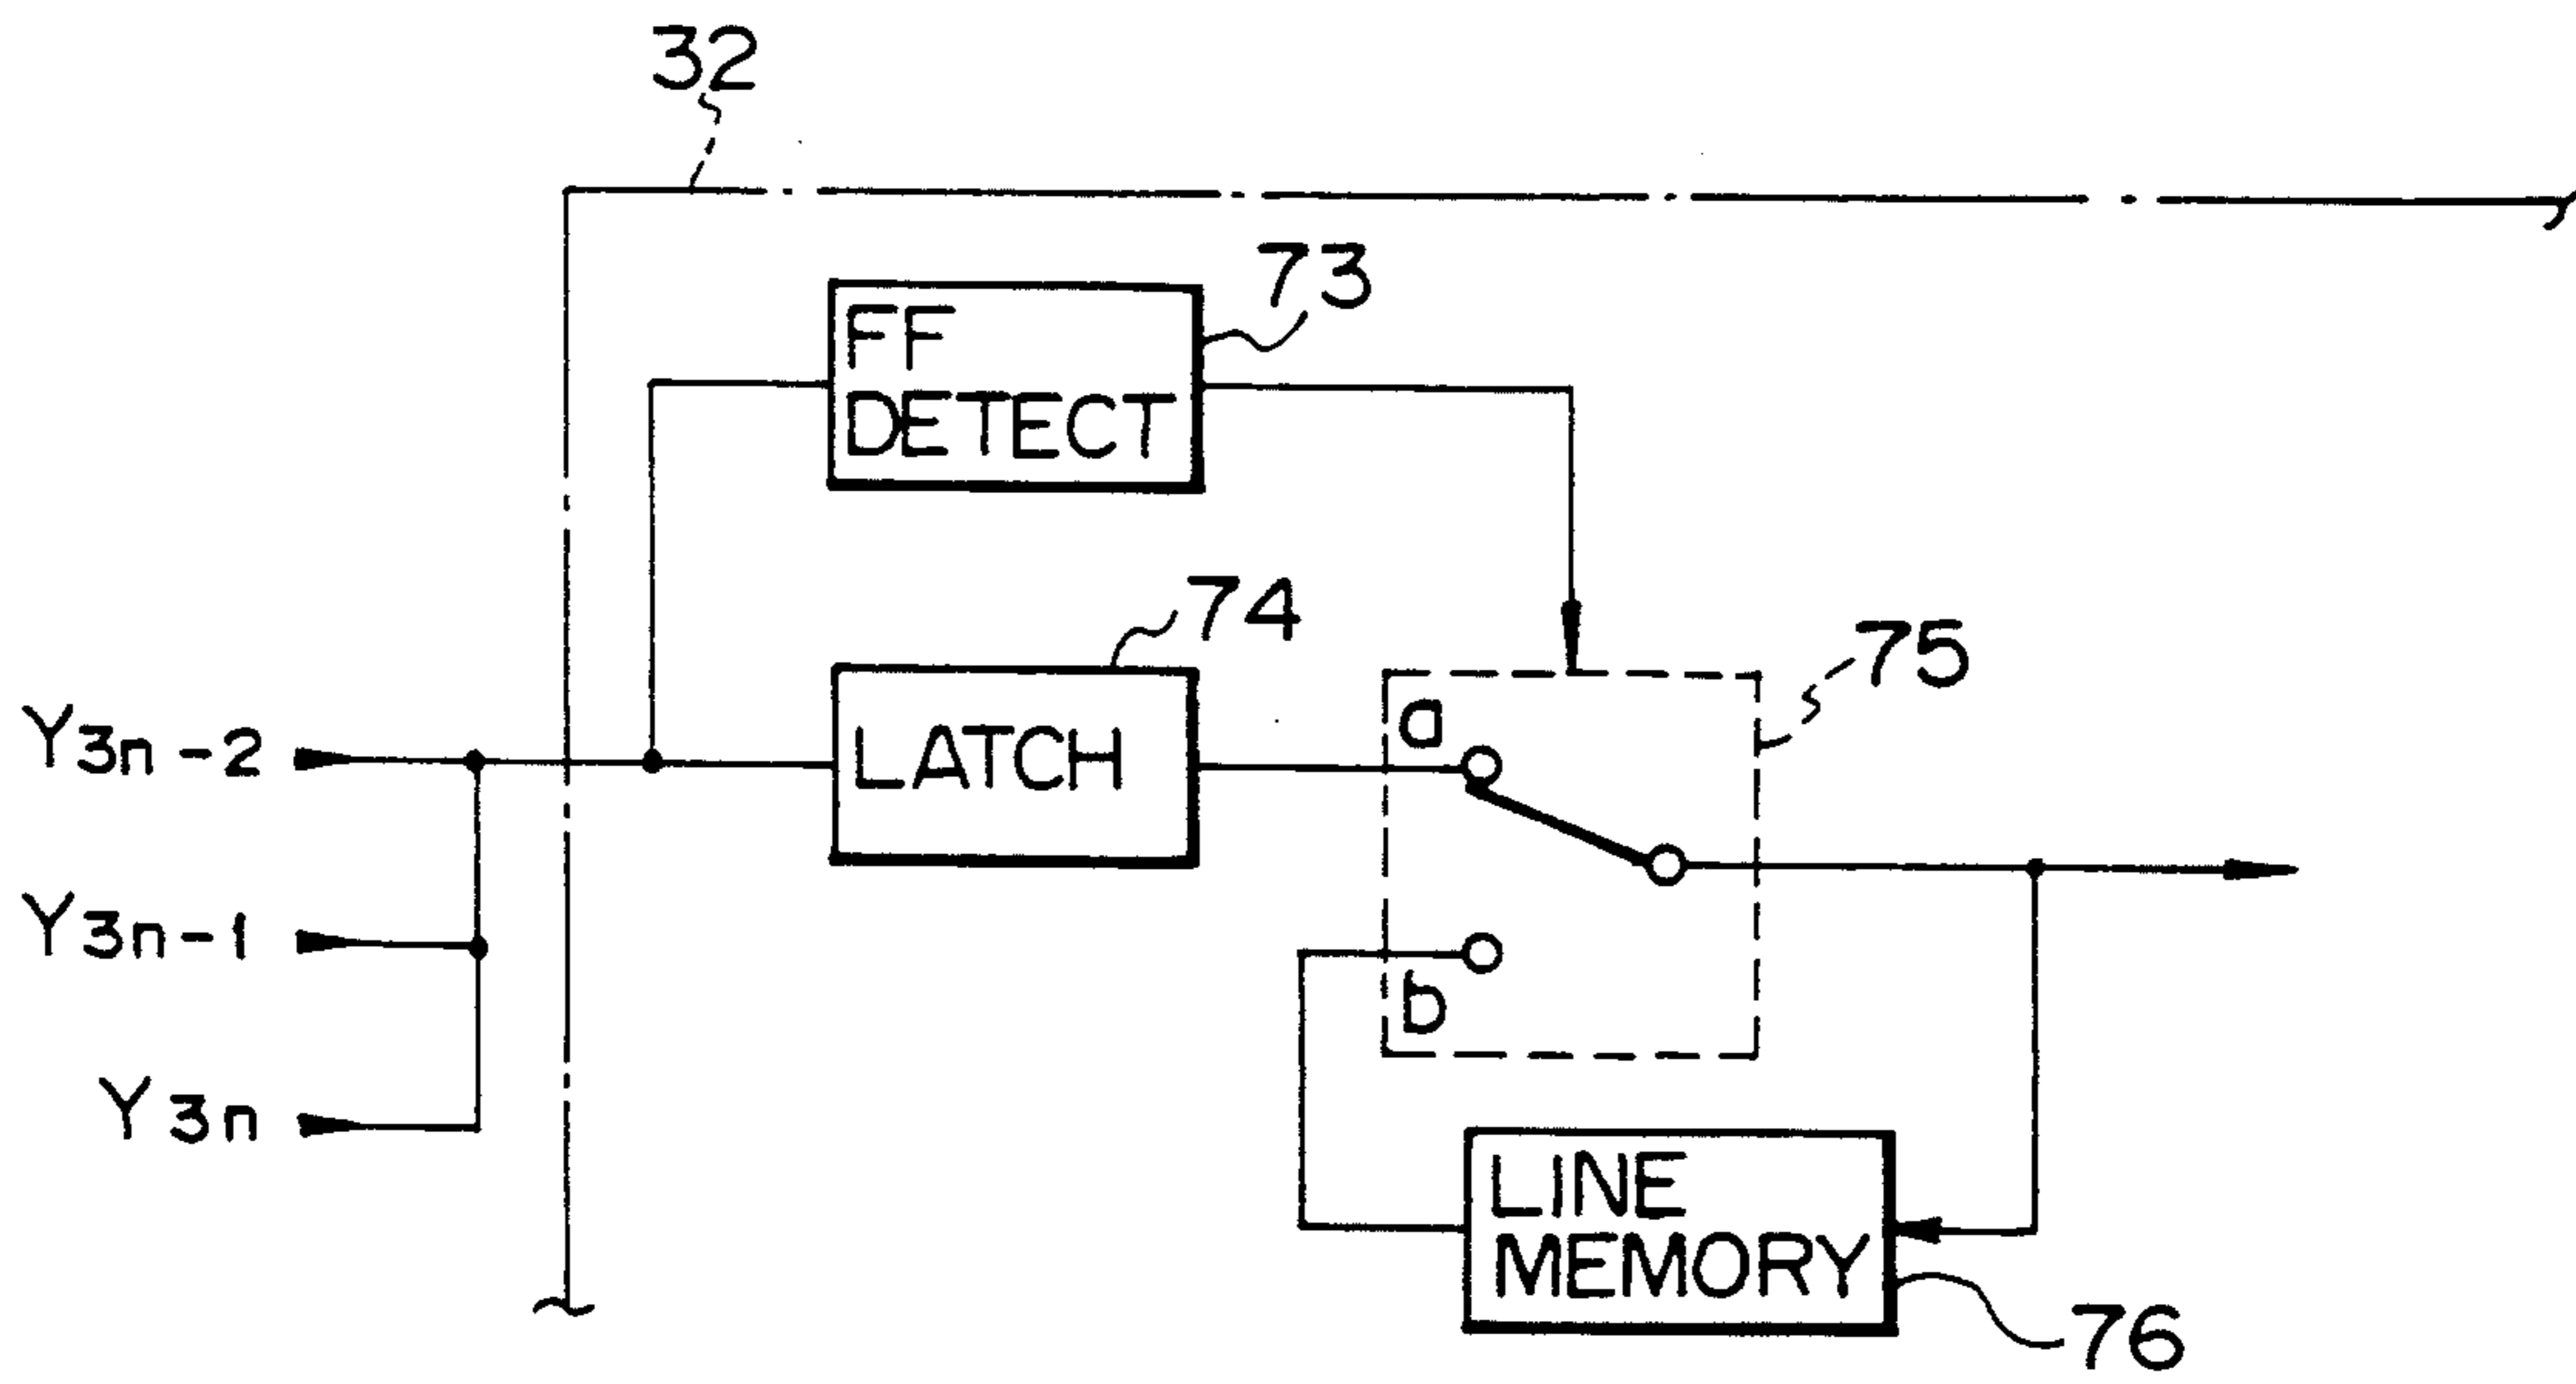 32
73
FF
DETECT
74
75
LATCH
a
Y3n-2
Y3n-1
b
Y3n
LINE
MEMORY
76